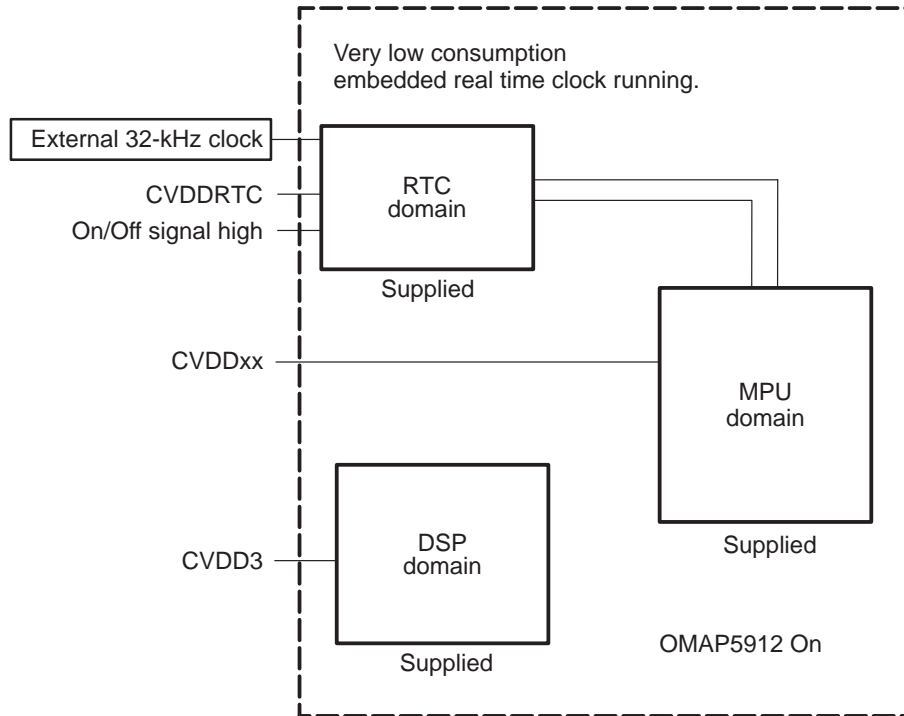 Very low consumption
embedded real time clock running.
External 32-kHz clock
CVDDRTC
On/Off signal high
RTC
domain
Supplied
CVDDxx
MPU
domain
Supplied
CVDD3
DSP
domain
Supplied
OMAP5912 On